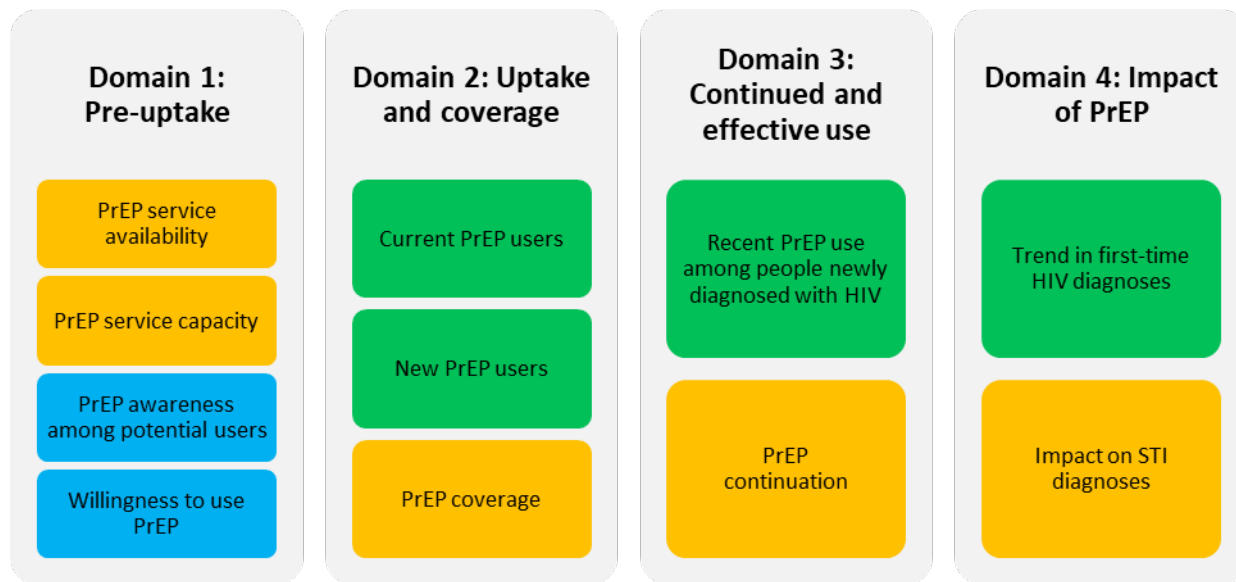 Domain 1:
Pre-uptake
PrEP service
availability
PrEP service capacity
PrEP awareness
among potential users
Willingness to use
PrEP
Domain 2: Uptake
and coverage
Current PrEP users
New PrEP users
PrEP coverage
Domain 3:
Continued and
effective use
Recent PrEP use
among people newly
diagnosed with HIV
PrEP
continuation
Domain 4: Impact
of PrEP
Trend in first-time
HIV diagnoses
Impact on STI
diagnoses